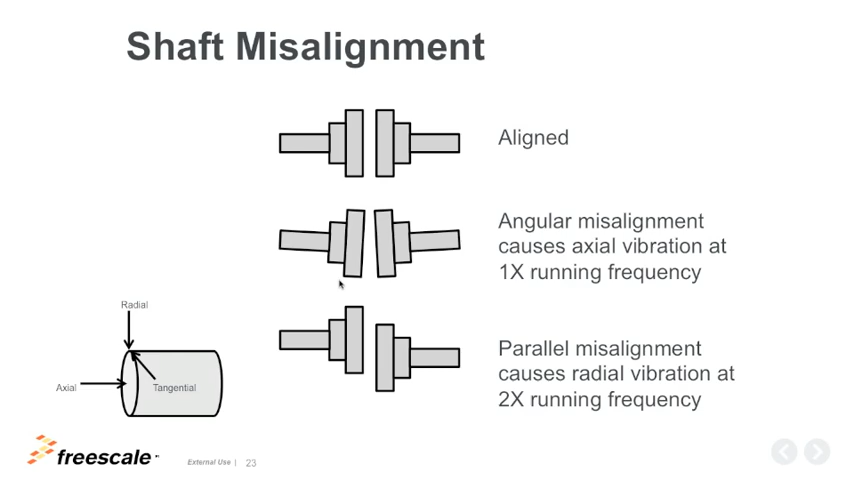 Shaft Misalignment
Aligned
Angular misalignment
causes axial vibration at
1X running frequency
Parallel misalignment
causes radial vibration at
2X running frequency
Radial
Axial
Tangential
freescale
External Use | 23